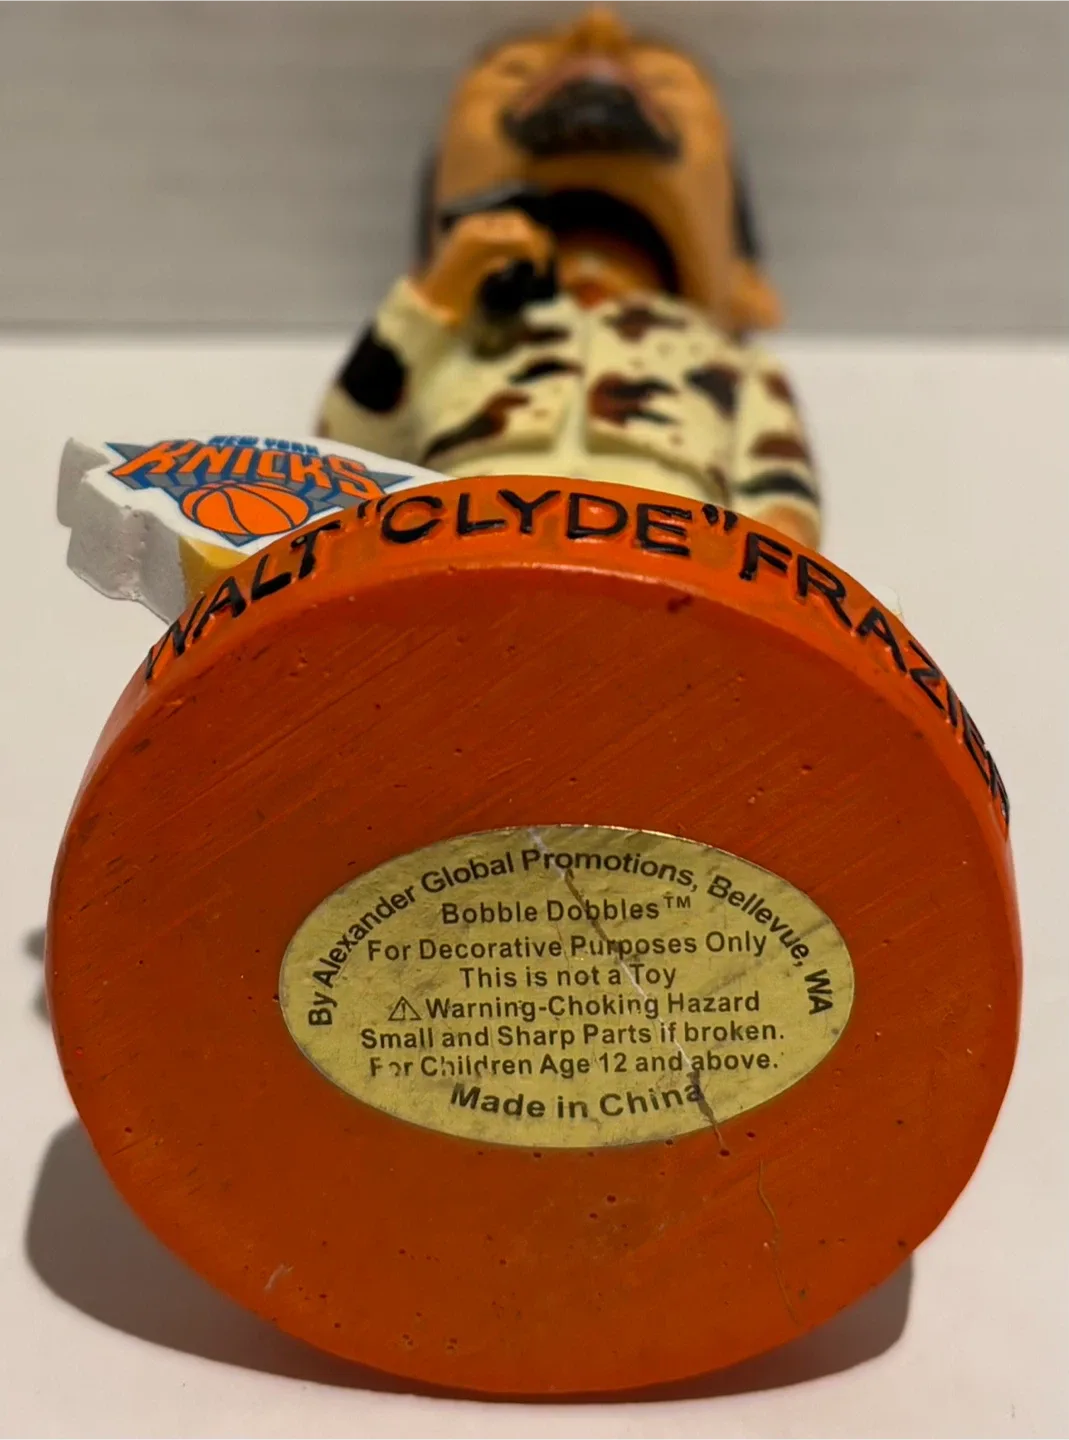 NEW YORK
KNICKS
WALT "CLYDE" FRAZIER
By Alexander Global Promotions, Bellevue, WA
Bobble Dobbles™
For Decorative Purposes Only
This is not a Toy
⚠Warning-Choking Hazard
Small and Sharp Parts if broken.
For Children Age 12 and above.
Made in China